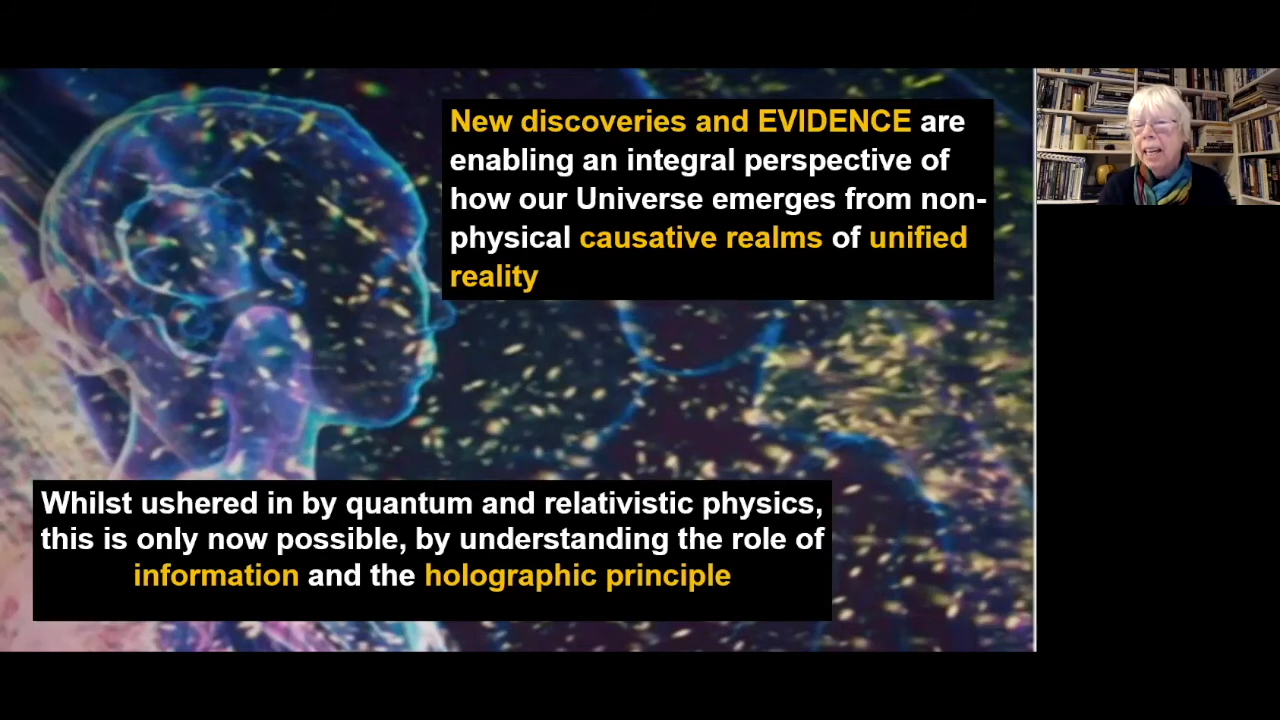 New discoveries and EVIDENCE are
enabling an integral perspective of
how our Universe emerges from non-
physical causative realms of unified
reality
Whilst ushered in by quantum and relativistic physics,
this is only now possible, by understanding the role of
information and the holographic principle